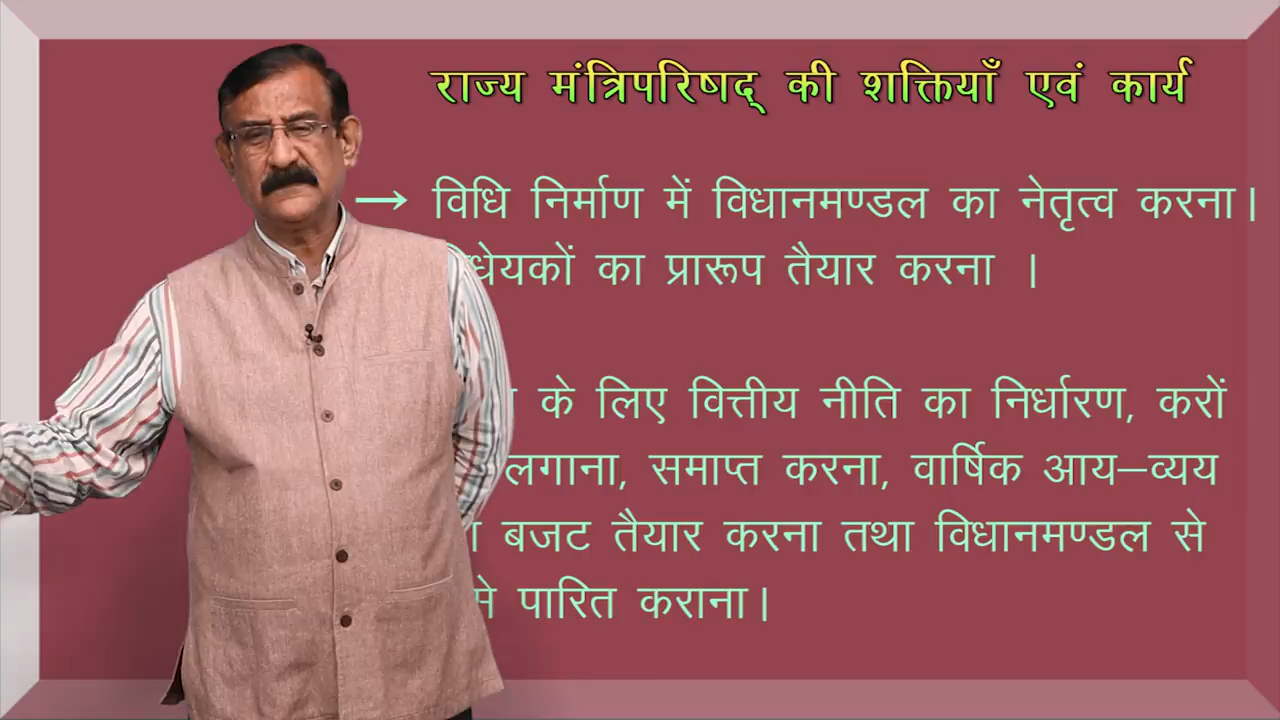 राज्य मंत्रिपरिषद् की शक्तियाँ एवं कार्य
→ विधि निर्माण में विधानमण्डल का नेतृत्व करना।
का प्रारूप तैयार करना ।
के लिए वित्तीय नीति का निर्धारण, करों
लगाना, समाप्त करना, वार्षिक आय–व्यय
बजट तैयार करना तथा विधानमण्डल से
पारित कराना।